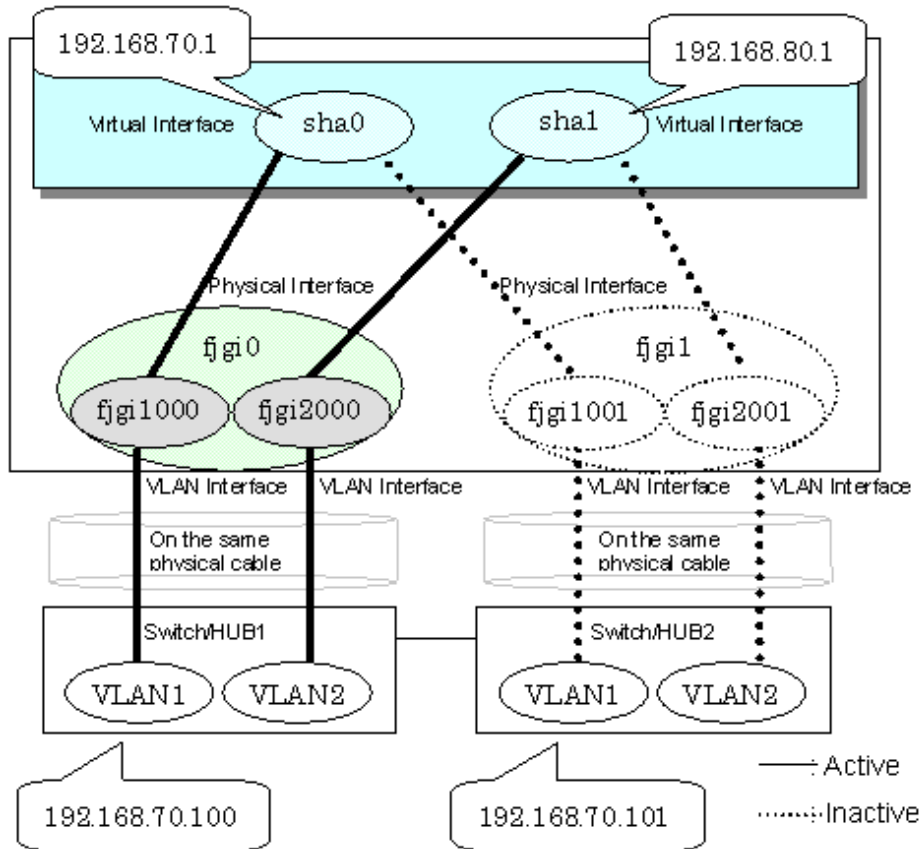 192.168.70.1
192.168.80.1
Virtual Interface
sha0
sha1
Virtual Interface
Physical Interface
Physical Interface
fjgi0
fjgi1
fjgi1000
fjgi2000
fjgi1001
fjgi2001
VLAN Interface
VLAN Interface
VLAN Interface
VLAN Interface
On the same
physical cable
On the same
physical cable
Switch/HUB1
Switch/HUB2
VLAN1
VLAN2
VLAN1
VLAN2
192.168.70.100
192.168.70.101
: Active
: Inactive